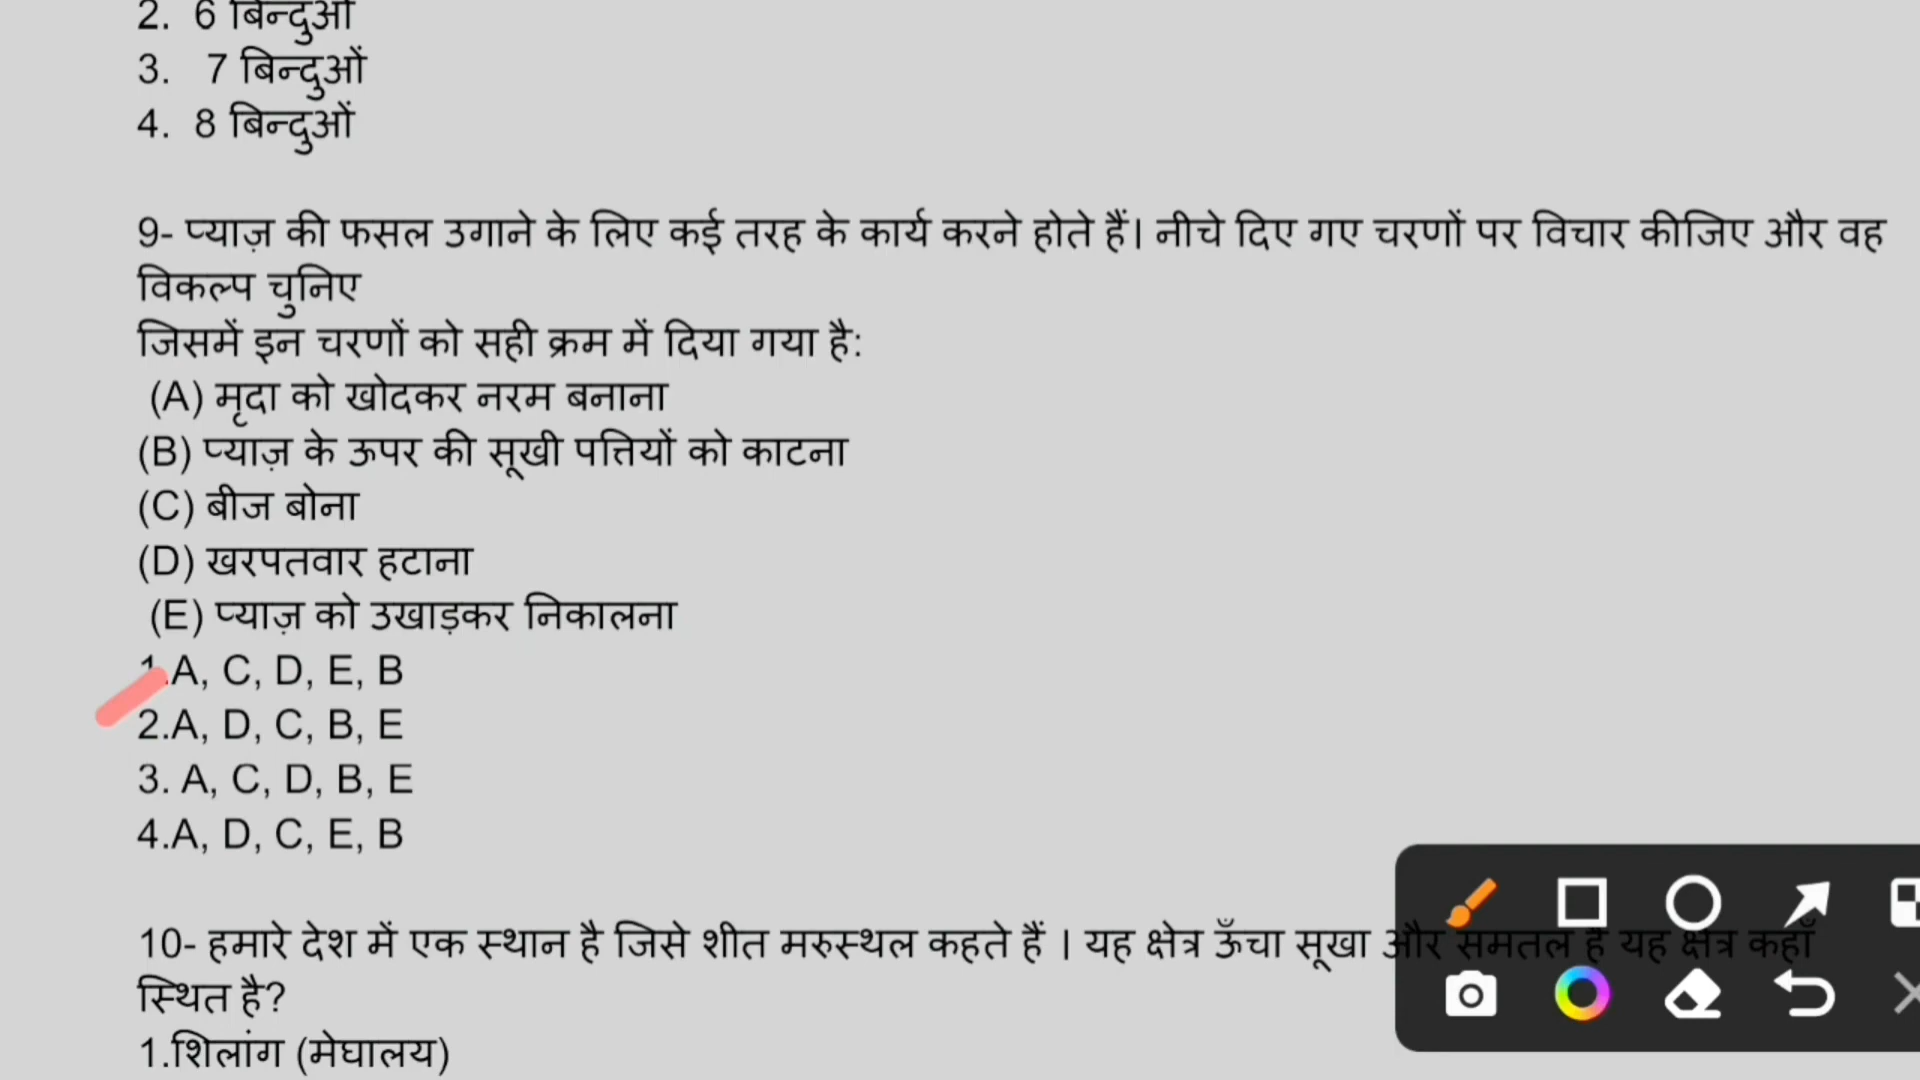 2. 6 बिन्दुओं
3. 7 बिन्दुओं
4. 8 बिन्दुओं
9- प्याज़ की फसल उगाने के लिए कई तरह के कार्य करने होते हैं। नीचे दिए गए चरणों पर विचार कीजिए और वह
विकल्प चुनिए
जिसमें इन चरणों को सही क्रम में दिया गया है:
(A) मृदा को खोदकर नरम बनाना
(B) प्याज़ के ऊपर की सूखी पत्तियों को काटना
(C) बीज बोना
(D) खरपतवार हटाना
(E) प्याज़ को उखाड़कर निकालना
1.A, C, D, E, B
2.A, D, C, B, E
3. A, C, D, B, E
4.A, D, C, E, B
10- हमारे देश में एक स्थान है जिसे शीत मरुस्थल कहते हैं । यह क्षेत्र ऊँचा सूखा और समतल है यह क्षेत्र कहाँ
स्थित है?
1.शिलांग (मेघालय)